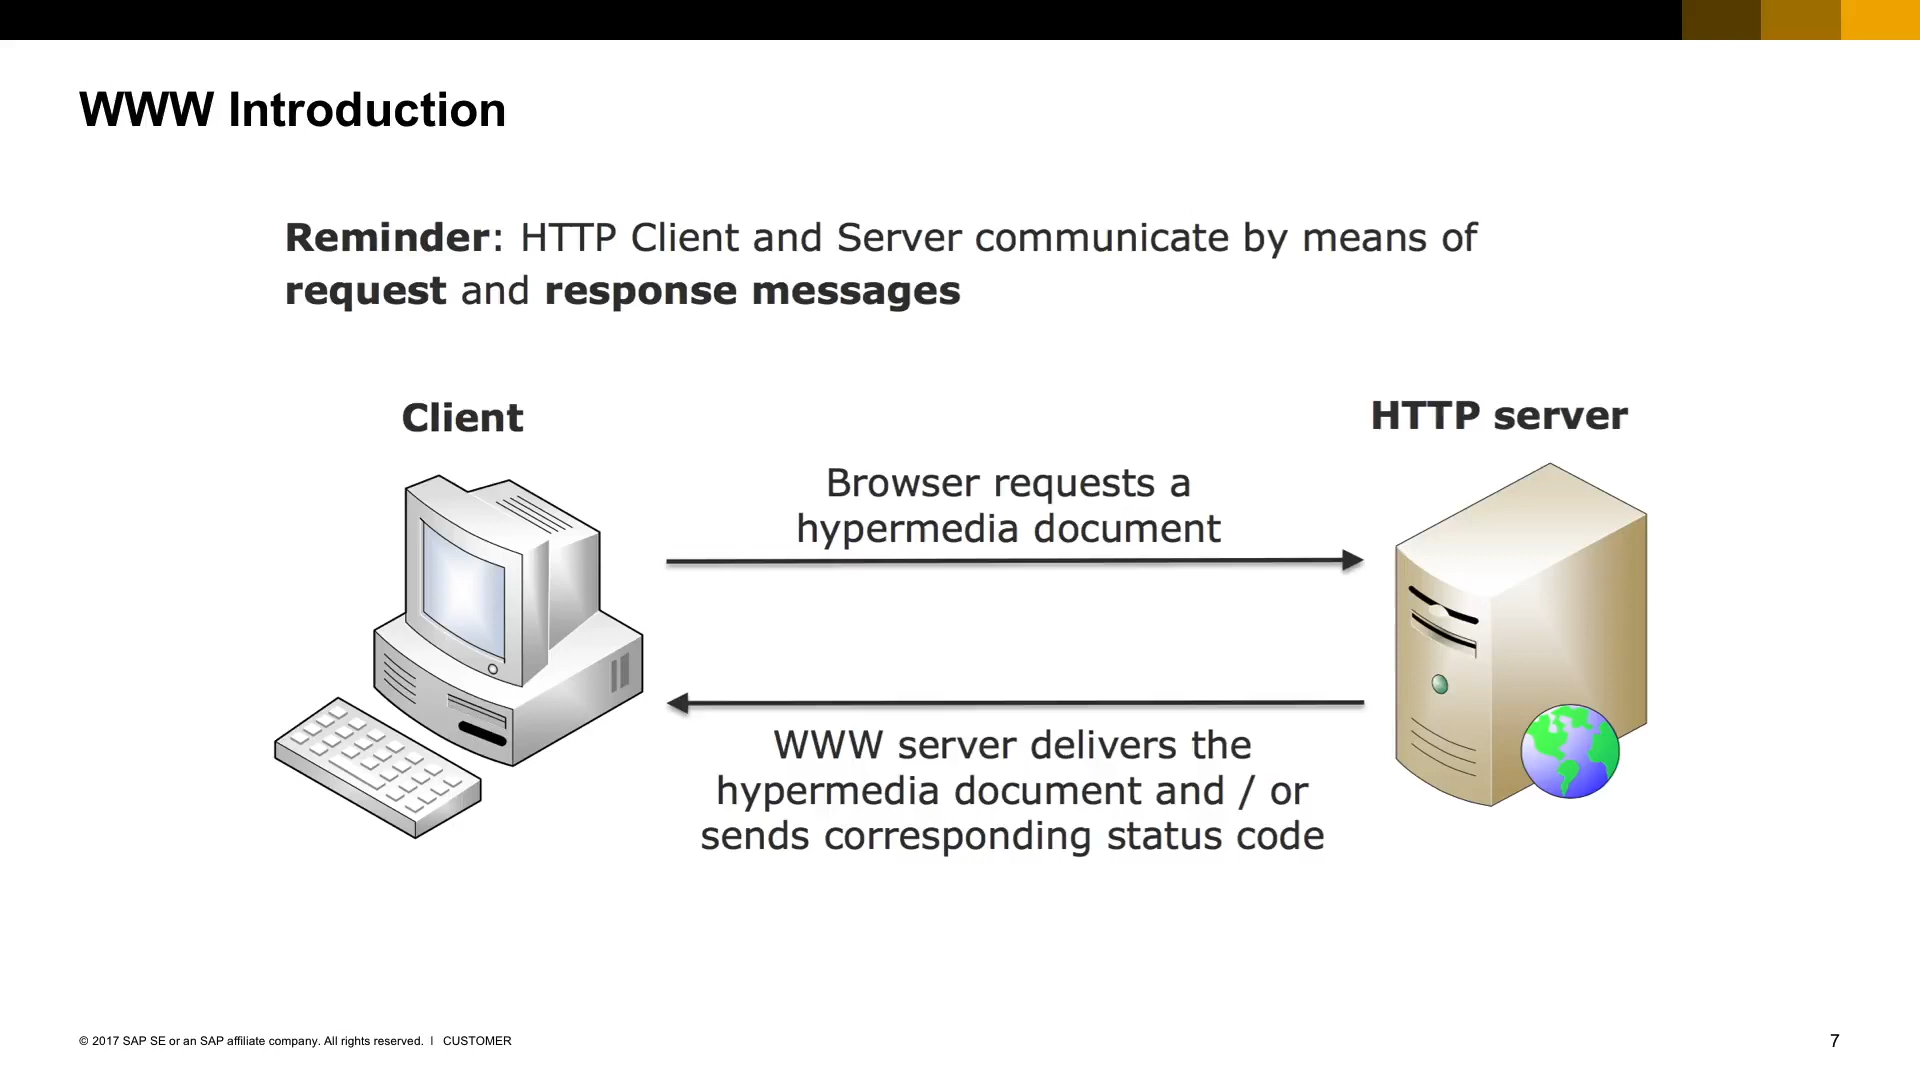 WWW Introduction
Reminder: HTTP Client and Server communicate by means of
request and response messages
Client
HTTP server
Browser requests a
hypermedia document
WWW server delivers the
hypermedia document and / or
sends corresponding status code
© 2017 SAP SE or an SAP affiliate company. All rights reserved. | CUSTOMER
7